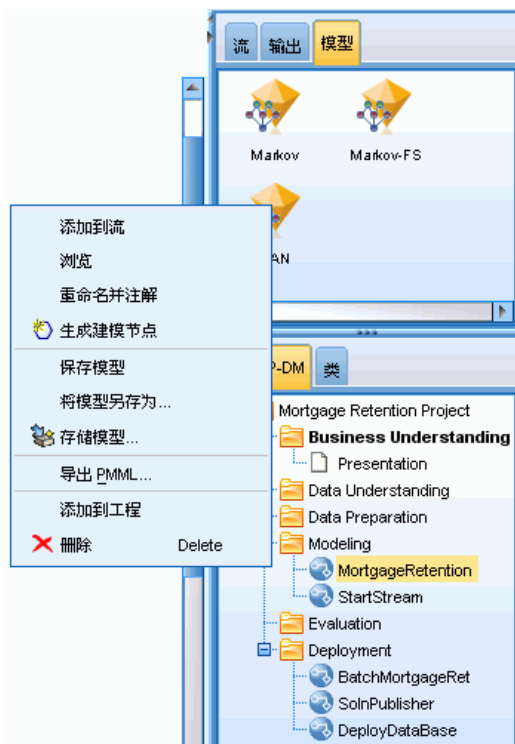 流 输出 模型
Markov Markov-FS
AN
添加到流
浏览
重命名并注解
生成建模节点
保存模型
将模型另存为...
存储模型...
导出 PMML...
添加到工程
删除 Delete
P-DM 类
Mortgage Retention Project
Business Understanding
Presentation
Data Understanding
Data Preparation
Modeling
MortgageRetention
StartStream
Evaluation
Deployment
BatchMortgageRet
SolnPublisher
DeployDataBase